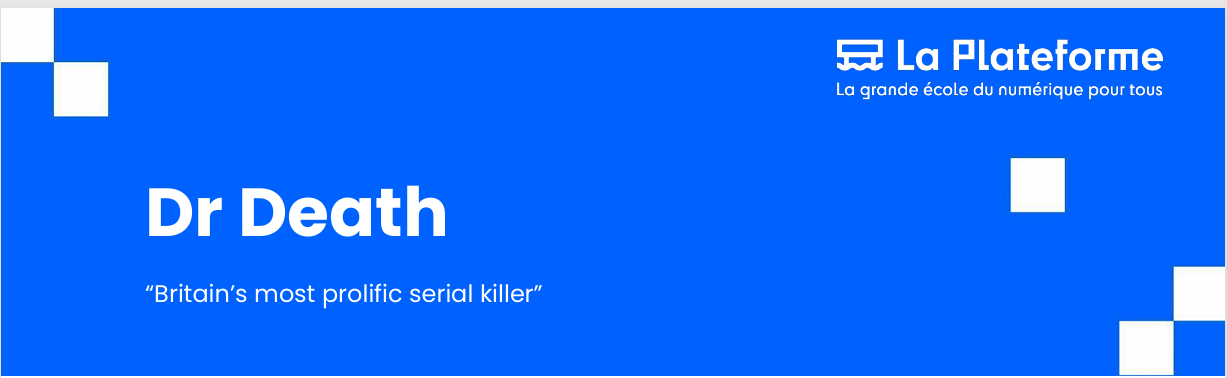 La Plateforme
La grande école du numérique pour tous
Dr Death
“Britain’s most prolific serial killer”